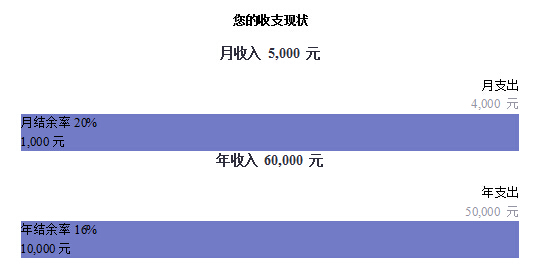 您的收支现状
月收入 5,000 元
月支出
4,000 元
月结余率 20%
1,000 元
年收入 60,000 元
年支出
50,000 元
年结余率 16%
10,000 元